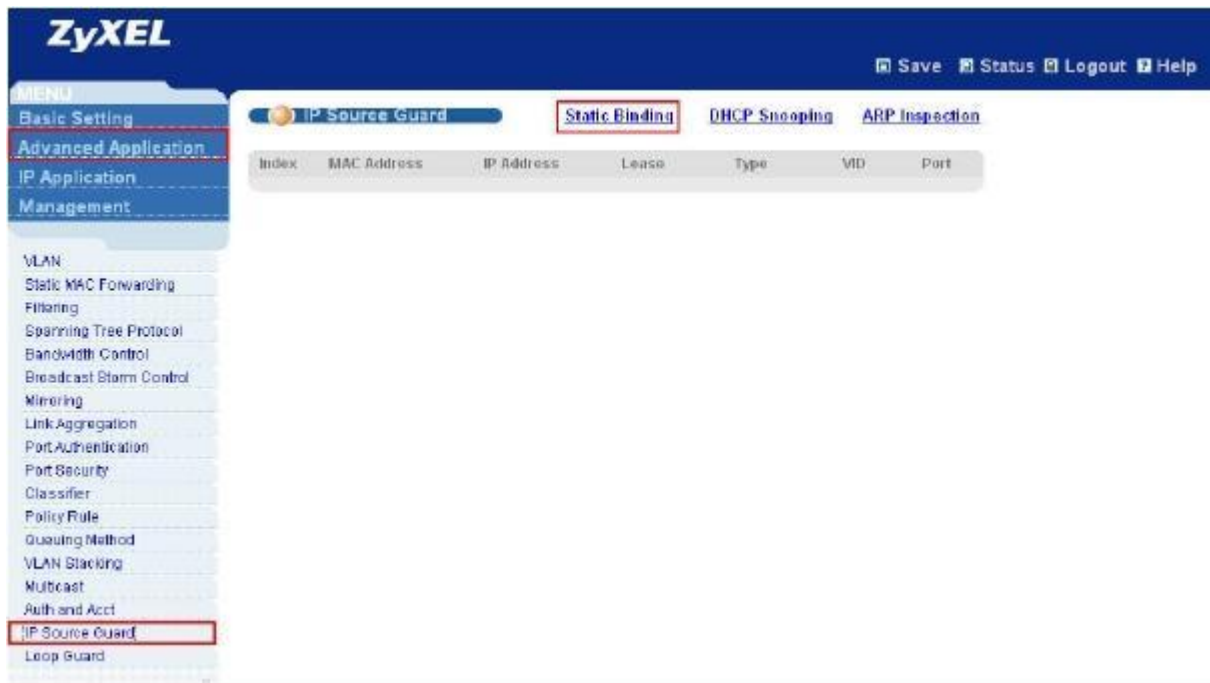 ZyXEL
Save Status Logout Help
MENU
Basic Setting
Advanced Application
IP Application
Management
IP Source Guard Static Binding DHCP Snooping ARP Inspection
Index MAC Address IP Address Lease Type VID Port
VLAN
Static MAC Forwarding
Filtering
Spanning Tree Protocol
Bandwidth Control
Broadcast Storm Control
Mirroring
Link Aggregation
Port Authentication
Port Security
Classifier
Policy Rule
Queuing Method
VLAN Stacking
Multicast
Auth and Acct
IP Source Guard
Loop Guard